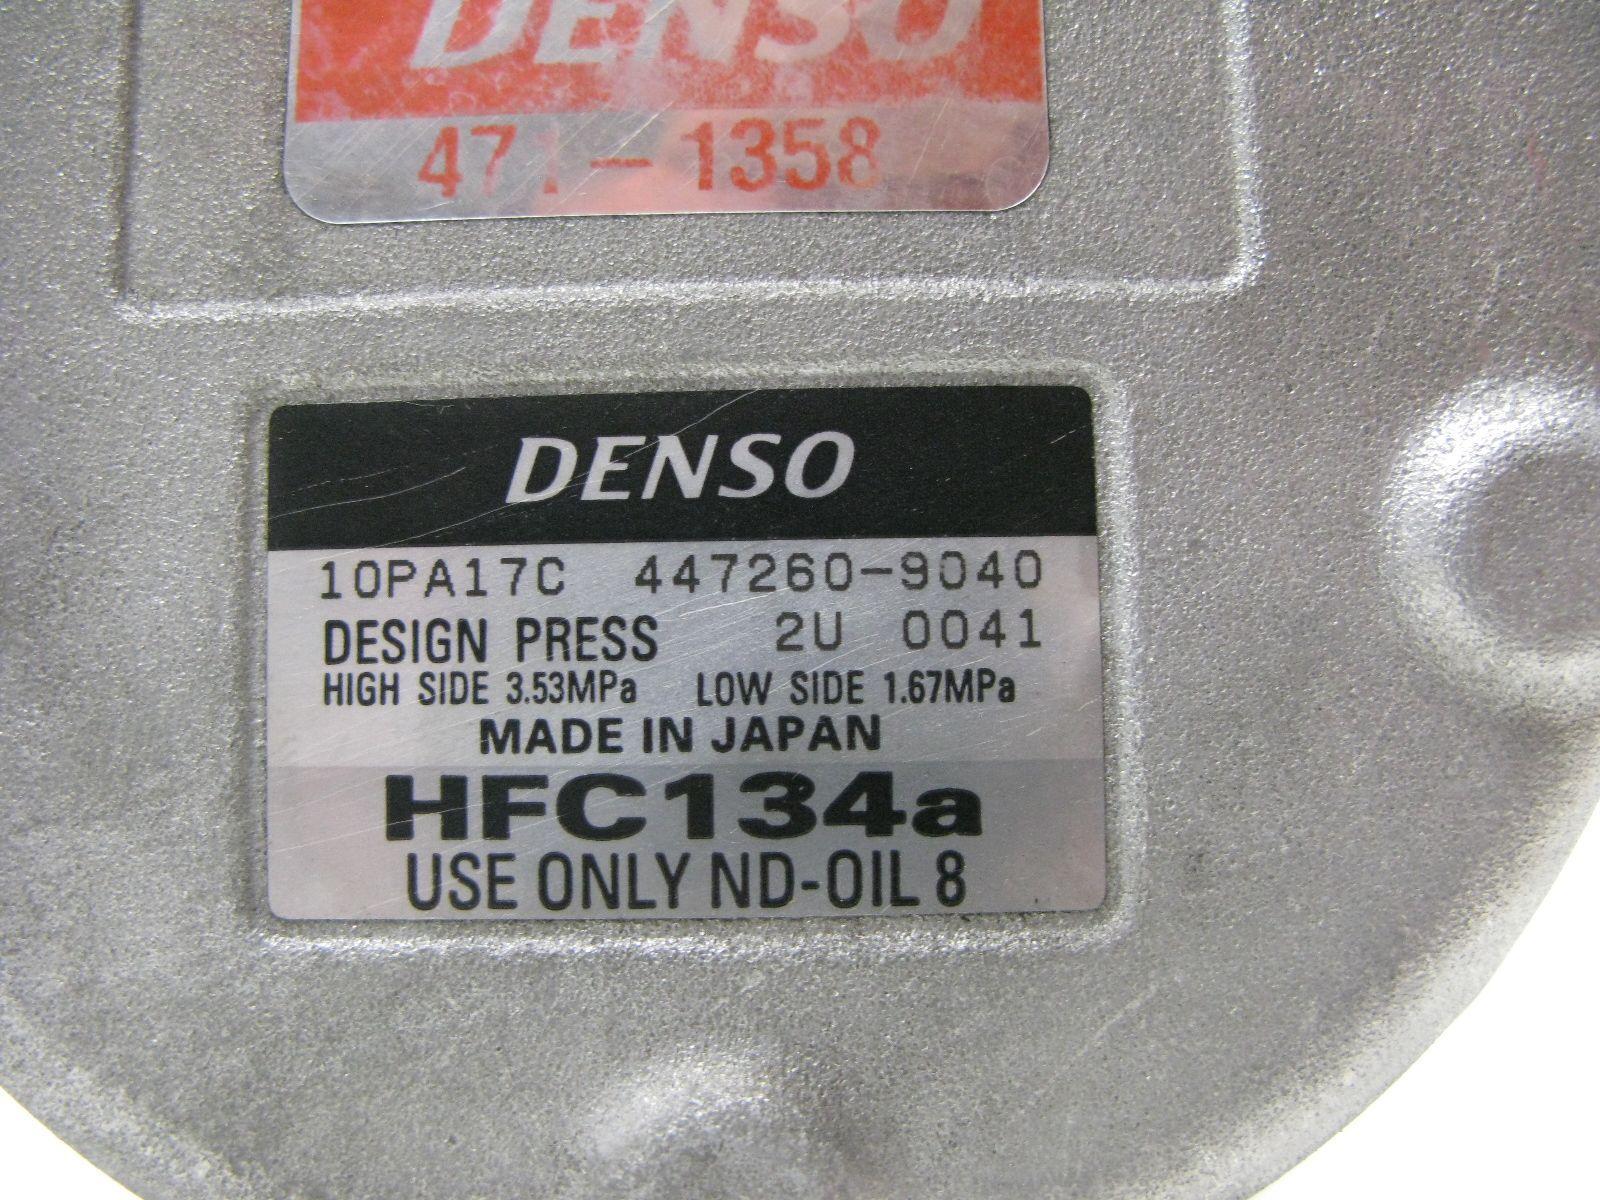 DENSO
471-1358
DENSO
10PA17C 447260-9040
DESIGN PRESS 2U 0041
HIGH SIDE 3.53MPa LOW SIDE 1.67MPa
MADE IN JAPAN
HFC134a
USE ONLY ND-OIL 8